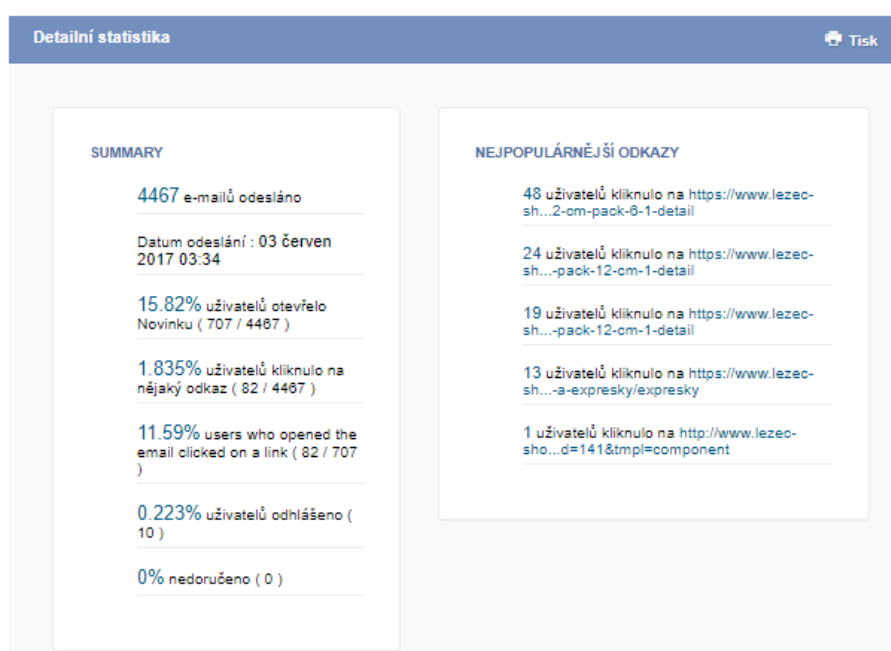 Detailní statistika
Tisk
SUMMARY
4467 e-mailů odesláno
Datum odeslání : 03 červen
2017 03:34
15.82% uživatelů otevřelo
Novinku ( 707 / 4467 )
1.835% uživatelů kliknulo na
nějaký odkaz ( 82 / 4467 )
11.59% users who opened the
email clicked on a link ( 82 / 707
)
0.223% uživatelů odhlášeno (
10 )
0% nedoručeno ( 0 )
NEJPOPULÁRNĚJŠÍ ODKAZY
48 uživatelů kliknulo na https://www.lezec-
sh...2-cm-pack-6-1-detail
24 uživatelů kliknulo na https://www.lezec-
sh...-pack-12-cm-1-detail
19 uživatelů kliknulo na https://www.lezec-
sh...-pack-12-cm-1-detail
13 uživatelů kliknulo na https://www.lezec-
sh...-a-expresky/expresky
1 uživatelů kliknulo na http://www.lezec-
sho...d=141&tmpl=component